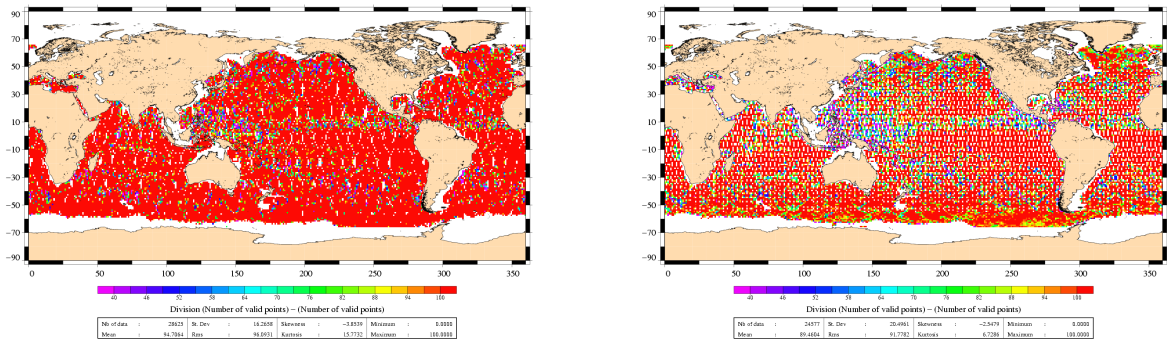 90
70
50
30
10
−10
−30
−50
−70
−90
0 50 100 150 200 250 300 350
40 46 52 58 64 70 76 82 88 94 100
Division (Number of valid points) − (Number of valid points)
Nb of data : 28625 St. Dev : 16.2658 Skewness : −3.8539 Minimum : 0.0000
Mean : 94.7064 Rms : 96.0931 Kurtosis : 15.7732 Maximum : 100.0000
90
70
50
30
10
−10
−30
−50
−70
−90
0 50 100 150 200 250 300 350
40 46 52 58 64 70 76 82 88 94 100
Division (Number of valid points) − (Number of valid points)
Nb of data : 24577 St. Dev : 20.4961 Skewness : −2.5479 Minimum : 0.0000
Mean : 89.4604 Rms : 91.7782 Kurtosis : 6.7286 Maximum : 100.0000